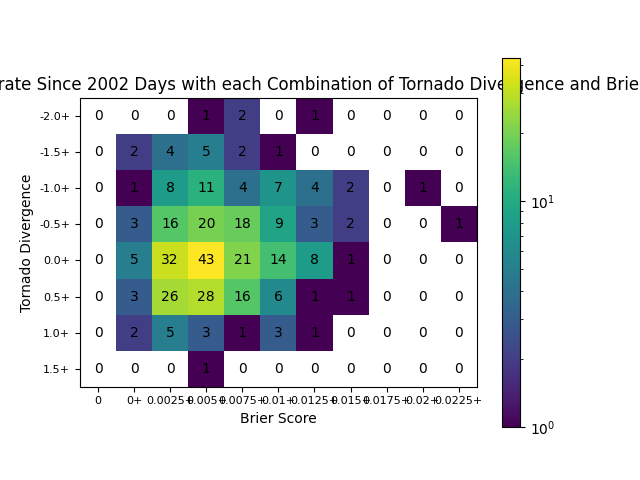 rate Since 2002 Days with each Combination of Tornado Divergence and Brie
-2.0+ 0 0 0 1 2 0 1 0 0 0 0
-1.5+ 0 2 4 5 2 1 0 0 0 0 0
-1.0+ 0 1 8 11 4 7 4 2 0 1 0
-0.5+ 0 3 16 20 18 9 3 2 0 0 1
0.0+ 0 5 32 43 21 14 8 1 0 0 0
0.5+ 0 3 26 28 16 6 1 1 0 0 0
1.0+ 0 2 5 3 1 3 1 0 0 0 0
1.5+ 0 0 0 1 0 0 0 0 0 0 0
0 0+ 0.0025+ 0.005+ 0.0075+ 0.01+ 0.0125+ 0.015+ 0.0175+ 0.02+ 0.0225+
Brier Score
Tornado Divergence
10^1
10^0